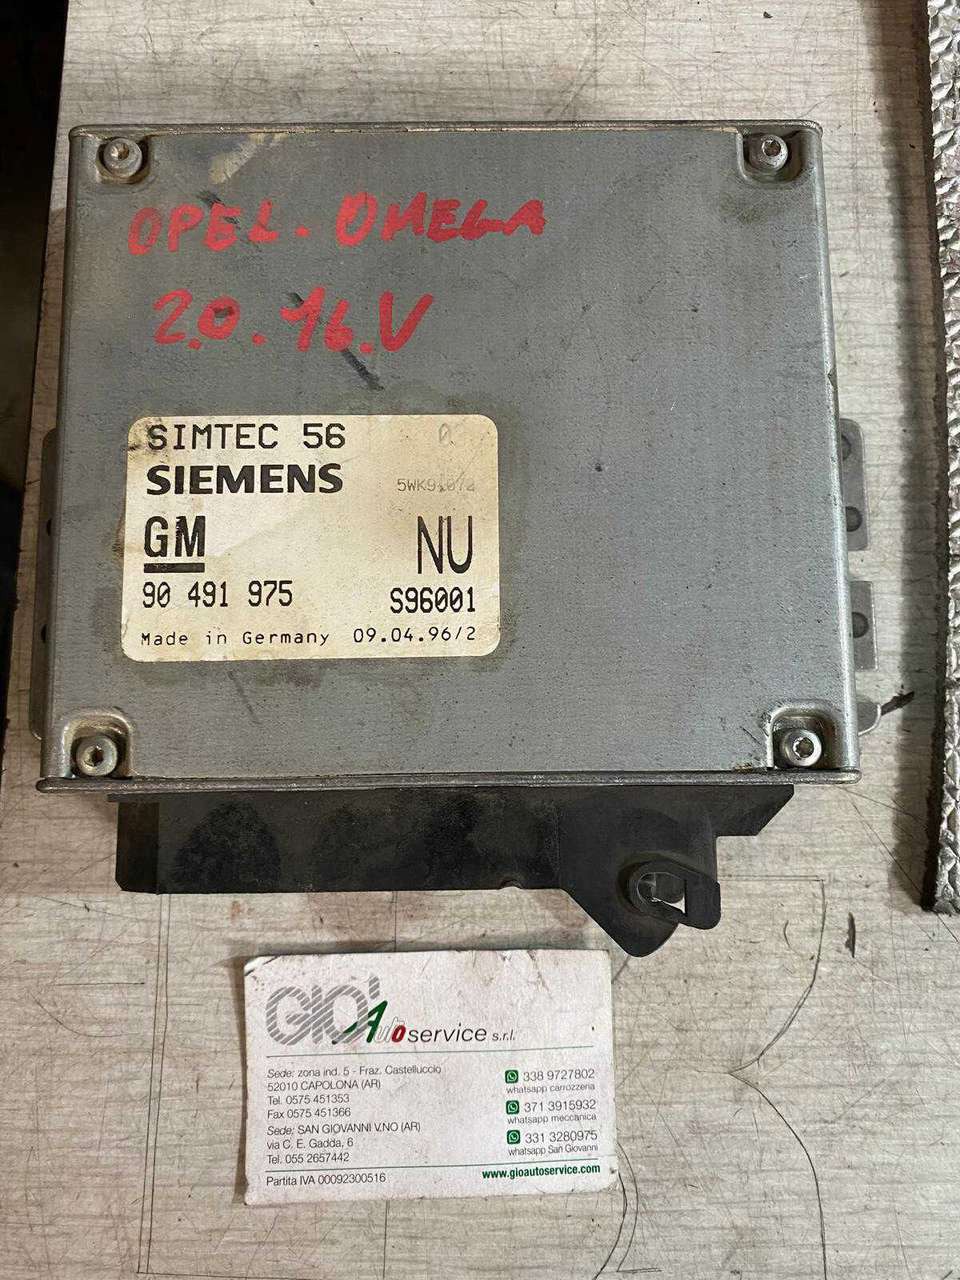 OPEL-OMEGA
2.0.16.V
SIMTEC 56 0
SIEMENS
GM NU
90 491 975 S96001
Made in Germany 09.04.96/2
GIO' Auto service s.r.l.
Sede: zona ind. 5 - Fraz. Castelluccio
52010 CAPOLONA (AR)
Tel. 0575 451353
Fax 0575 451366
Sede: SAN GIOVANNI V.NO (AR)
via C. E. Gadda, 6
Tel. 055 2657442
Partita IVA 00092300516
338 9727802
whatsapp carrozzeria
371 3915932
whatsapp meccanica
331 3280975
whatsapp San Giovanni
www.gioautoservice.com